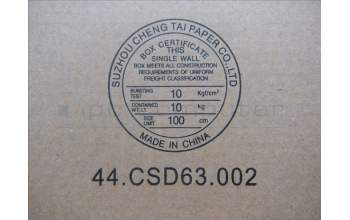 SUZHOU CHENG TAI PAPER CO.,LTD
BOX CERTIFICATE
THIS
SINGLE WALL
BOX MEETS ALL CONSTRUCTION
REQUIREMENTS OF UNIFORM
FREIGHT CLASSIFICATION
BURSTING TEST 10 Kgf/cm²
CONTAINED WT.LT. 10 kg
SIZE LIMIT 100 cm
MADE IN CHINA
44.CSD63.002